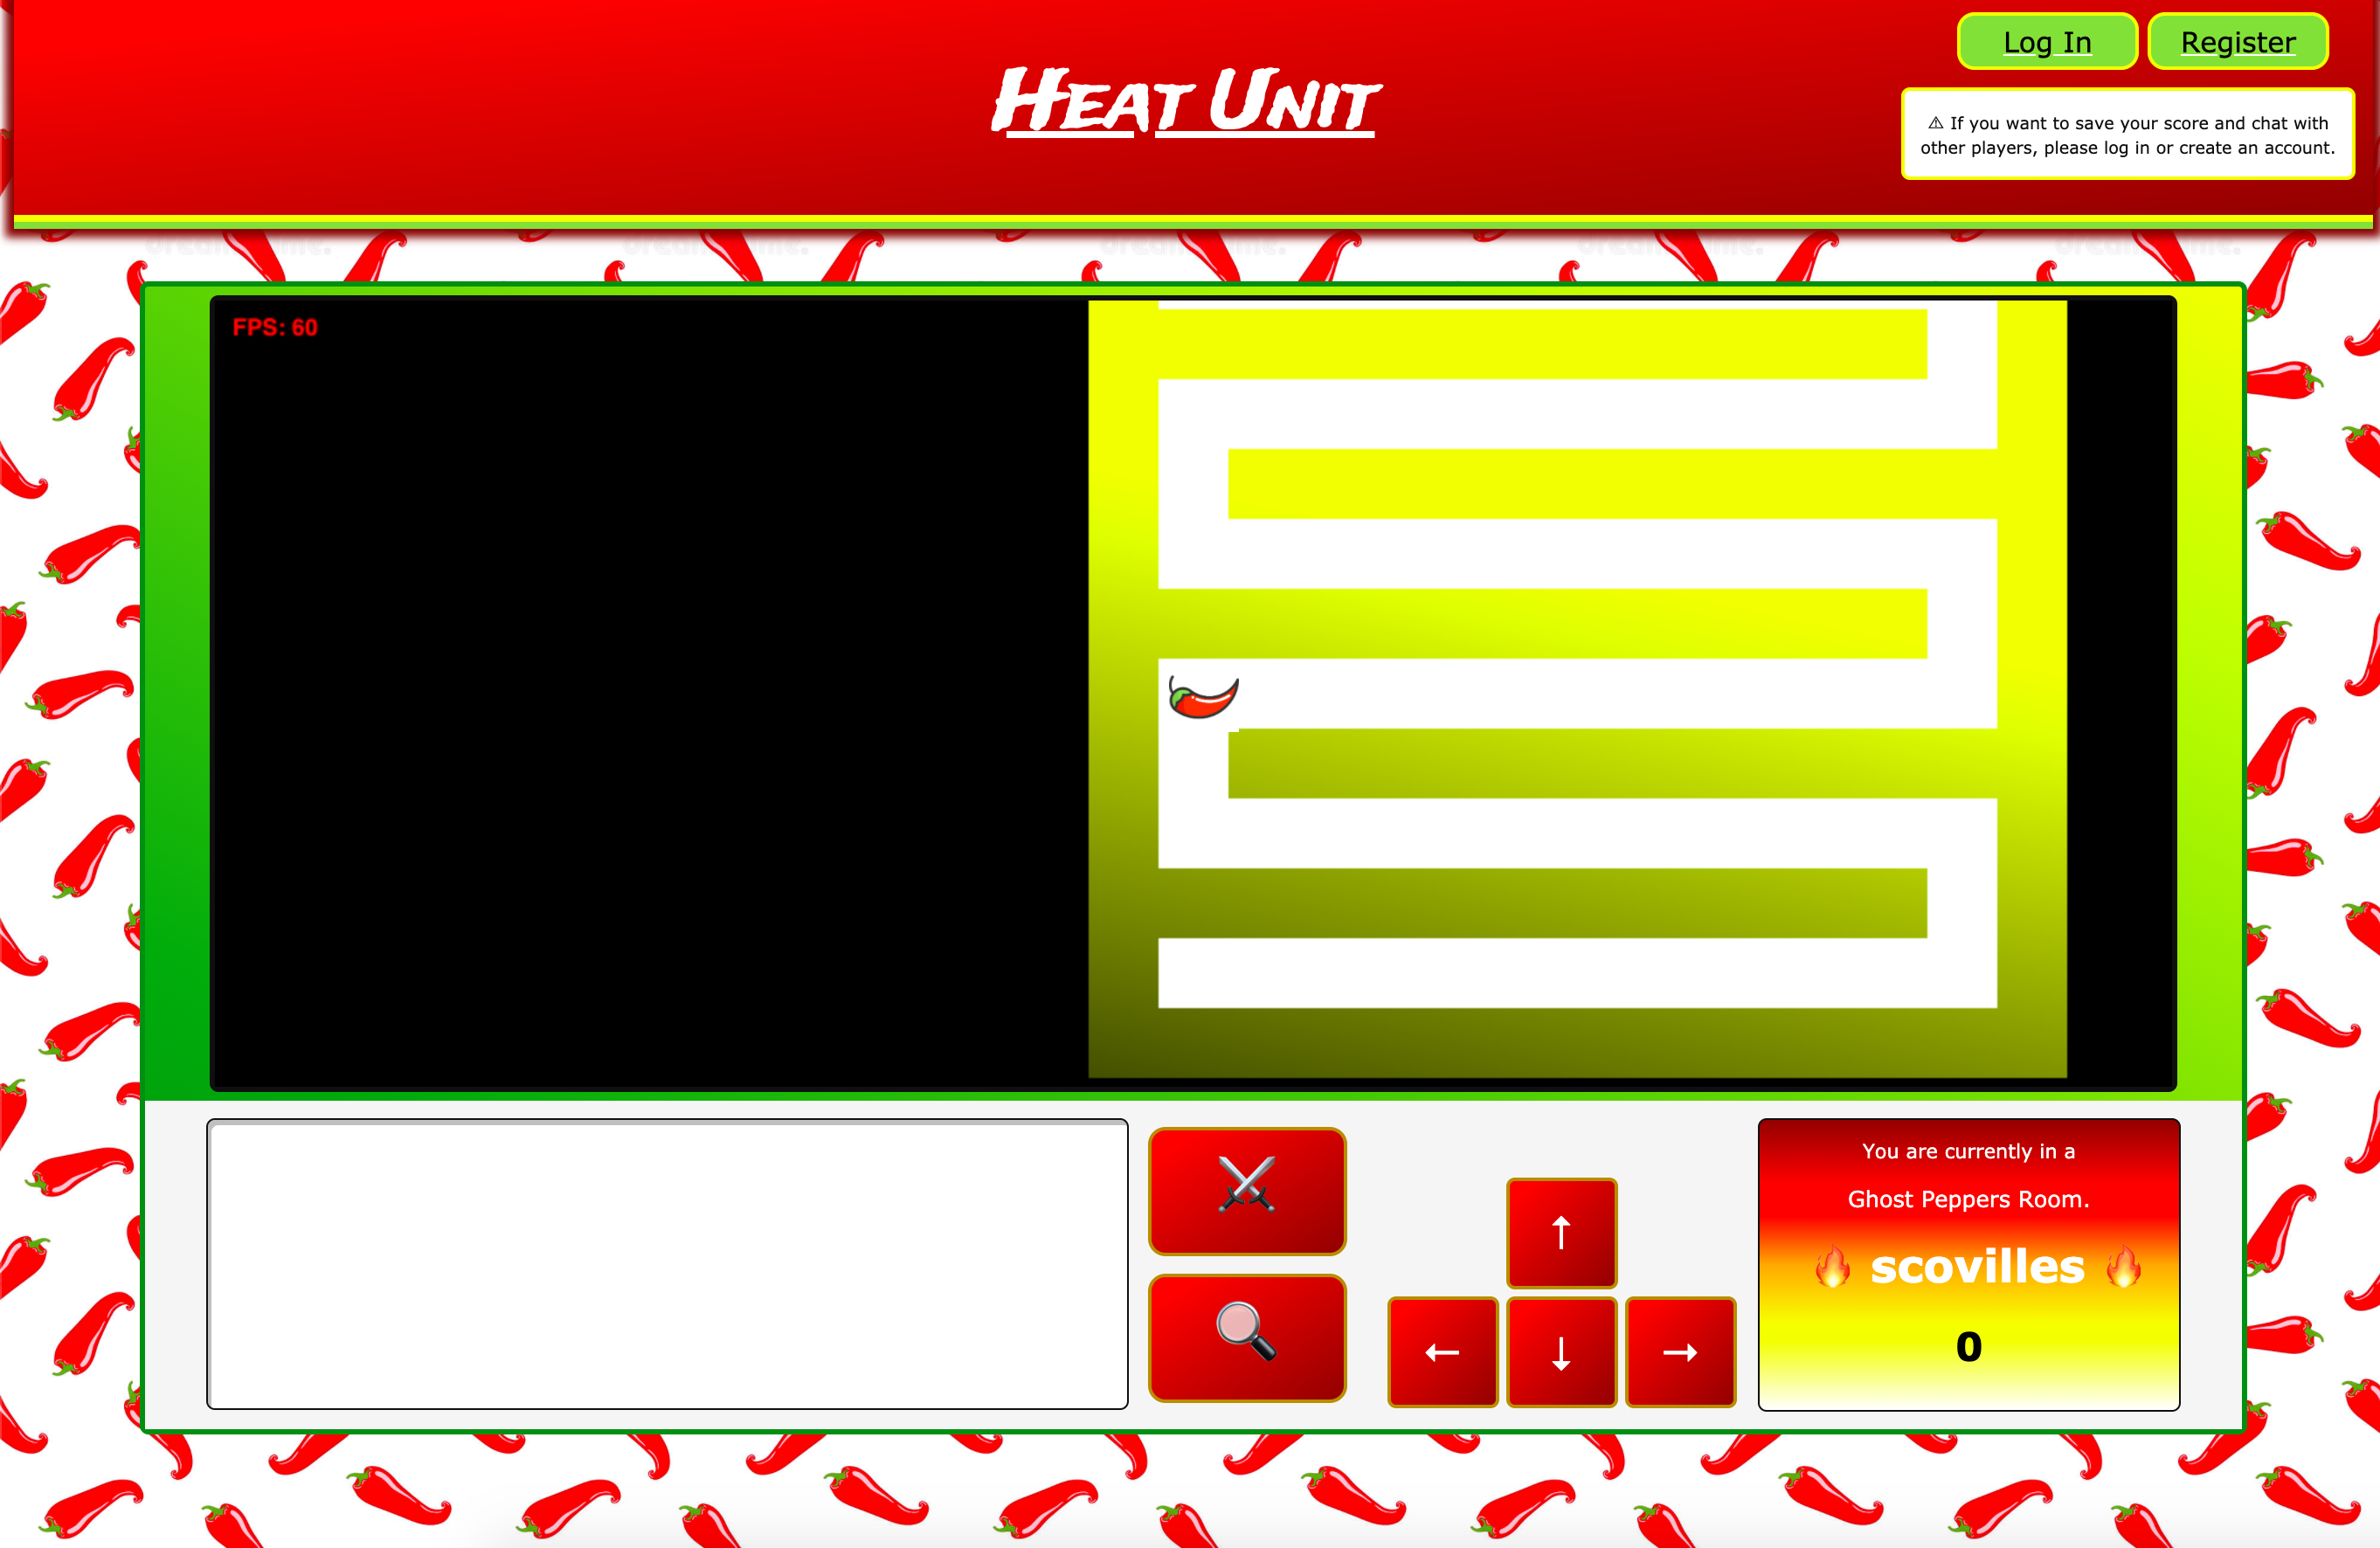 Log In
Register
Heat Unit
⚠ If you want to save your score and chat with
other players, please log in or create an account.
FPS: 60
You are currently in a
Ghost Peppers Room.
🔥 scovilles 🔥
0
↑
← ↓ →